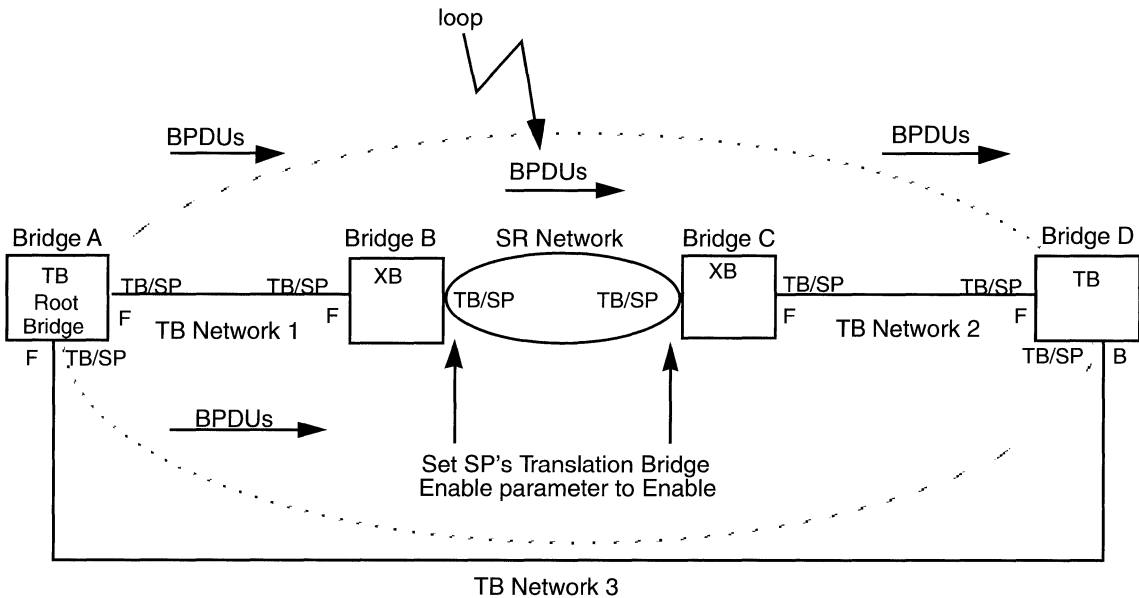 loop
BPDUs
BPDUs
BPDUs
Bridge A
Bridge B
SR Network
Bridge C
Bridge D
TB
Root
Bridge
XB
XB
TB
TB/SP
TB/SP
TB/SP
TB/SP
TB/SP
TB/SP
F
TB Network 1
F
F
TB Network 2
F
F
TB/SP
TB/SP
B
BPDUs
Set SP's Translation Bridge
Enable parameter to Enable
TB Network 3